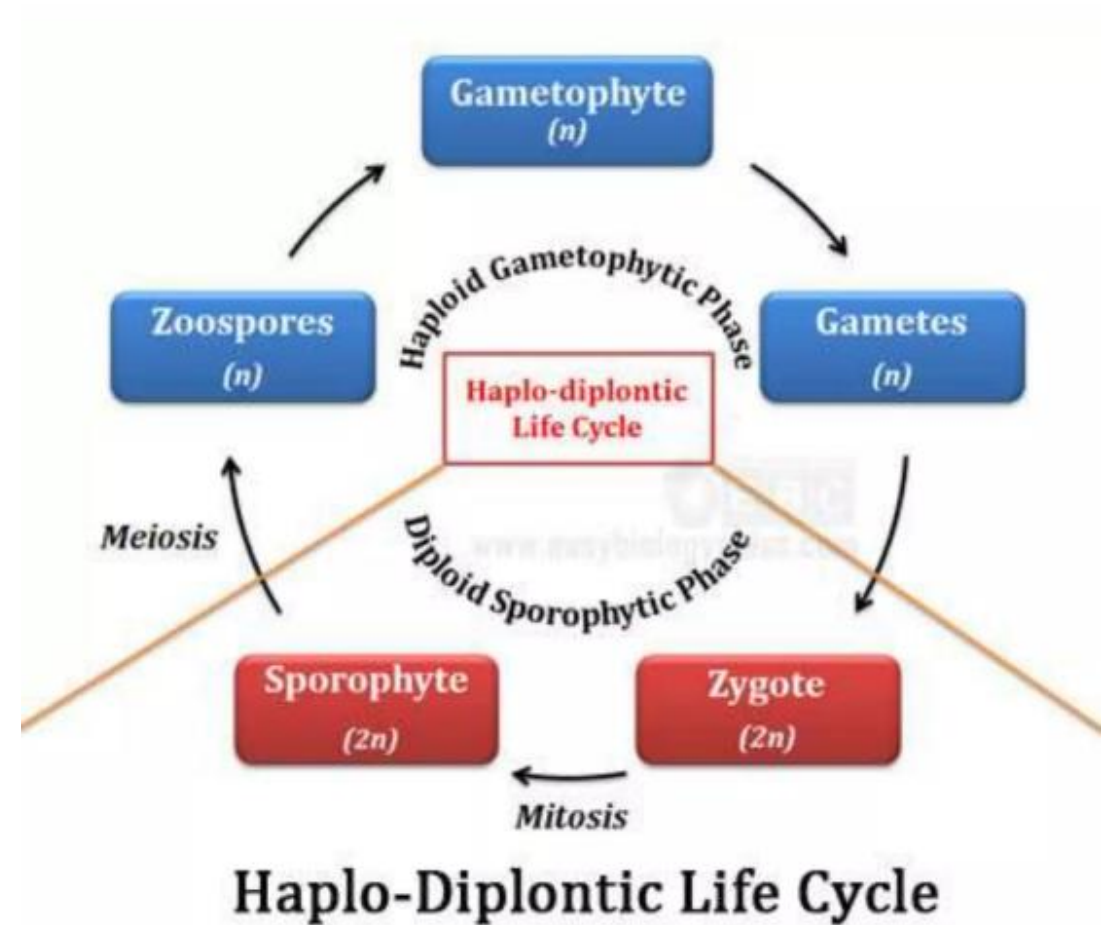 Gametophyte
(n)
Haploid Gametophytic Phase
Zoospores
(n)
Gametes
(n)
Haplo-diplontic
Life Cycle
Meiosis
Diploid Sporophytic Phase
Sporophyte
(2n)
Zygote
(2n)
Mitosis
Haplo-Diplontic Life Cycle